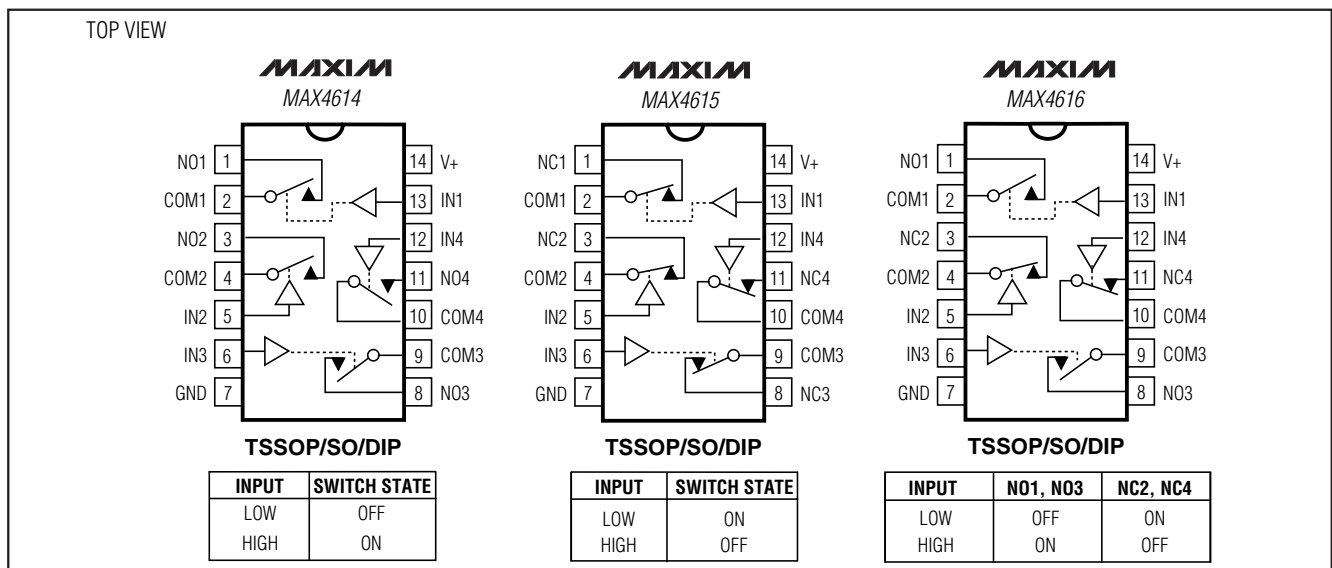 TOP VIEW
MAXIM
MAX4614
NO1 1
COM1 2
NO2 3
COM2 4
IN2 5
IN3 6
GND 7
14 V+
13 IN1
12 IN4
11 NO4
10 COM4
9 COM3
8 NO3
TSSOP/SO/DIP
INPUT SWITCH STATE
LOW OFF
HIGH ON
MAXIM
MAX4615
NC1 1
COM1 2
NC2 3
COM2 4
IN2 5
IN3 6
GND 7
14 V+
13 IN1
12 IN4
11 NC4
10 COM4
9 COM3
8 NC3
TSSOP/SO/DIP
INPUT SWITCH STATE
LOW ON
HIGH OFF
MAXIM
MAX4616
NO1 1
COM1 2
NC2 3
COM2 4
IN2 5
IN3 6
GND 7
14 V+
13 IN1
12 IN4
11 NC4
10 COM4
9 COM3
8 NO3
TSSOP/SO/DIP
INPUT NO1, NO3 NC2, NC4
LOW OFF ON
HIGH ON OFF